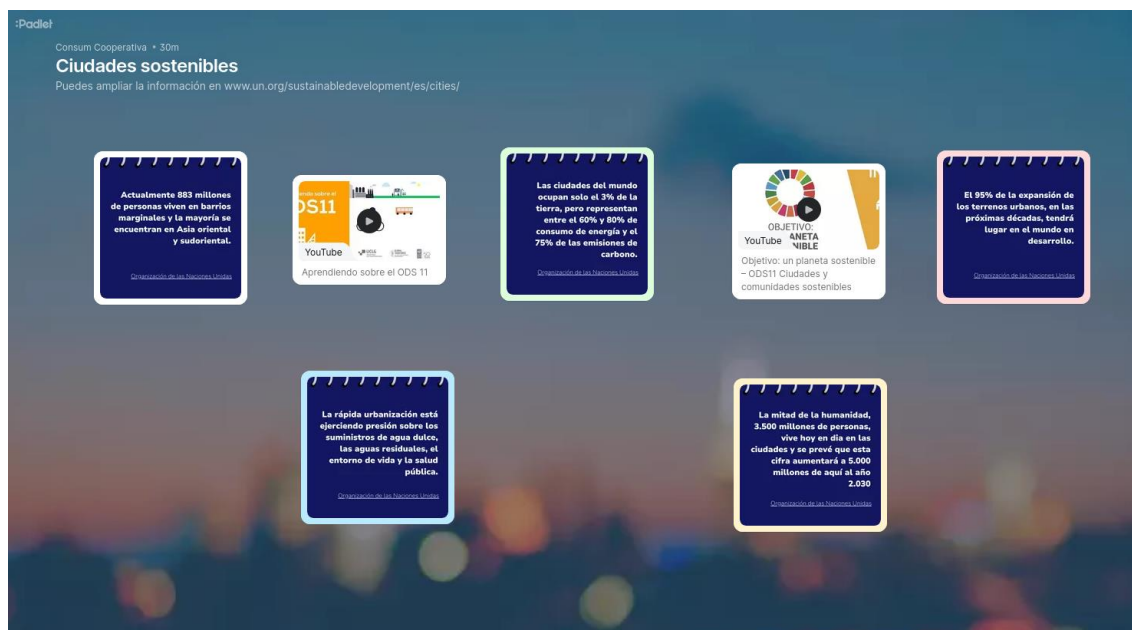 :Padlet
Consum Cooperativa • 30m
Ciudades sostenibles
Puedes ampliar la información en www.un.org/sustainabledevelopment/es/cities/
Actualmente 883 millones
de personas viven en barrios
marginales y la mayoría se
encuentran en Asia oriental
y sudoriental.
Organización de las Naciones Unidas
endo sobre el
ODS11
YouTube
Aprendiendo sobre el ODS 11
Las ciudades del mundo
ocupan solo el 3% de la
tierra, pero representan
entre el 60% y 80% de
consumo de energía y el
75% de las emisiones de
carbono.
Organización de las Naciones Unidas
OBJETIVO:
ANETA
NIBLE
YouTube
Objetivo: un planeta sostenible
– ODS11 Ciudades y
comunidades sostenibles
El 95% de la expansión de
los terrenos urbanos, en las
próximas décadas, tendrá
lugar en el mundo en
desarrollo.
Organización de las Naciones Unidas
La rápida urbanización está
ejerciendo presión sobre los
suministros de agua dulce,
las aguas residuales, el
entorno de vida y la salud
pública.
Organización de las Naciones Unidas
La mitad de la humanidad,
3.500 millones de personas,
vive hoy en dia en las
ciudades y se prevé que esta
cifra aumentará a 5.000
millones de aquí al año
2.030
Organización de las Naciones Unidas